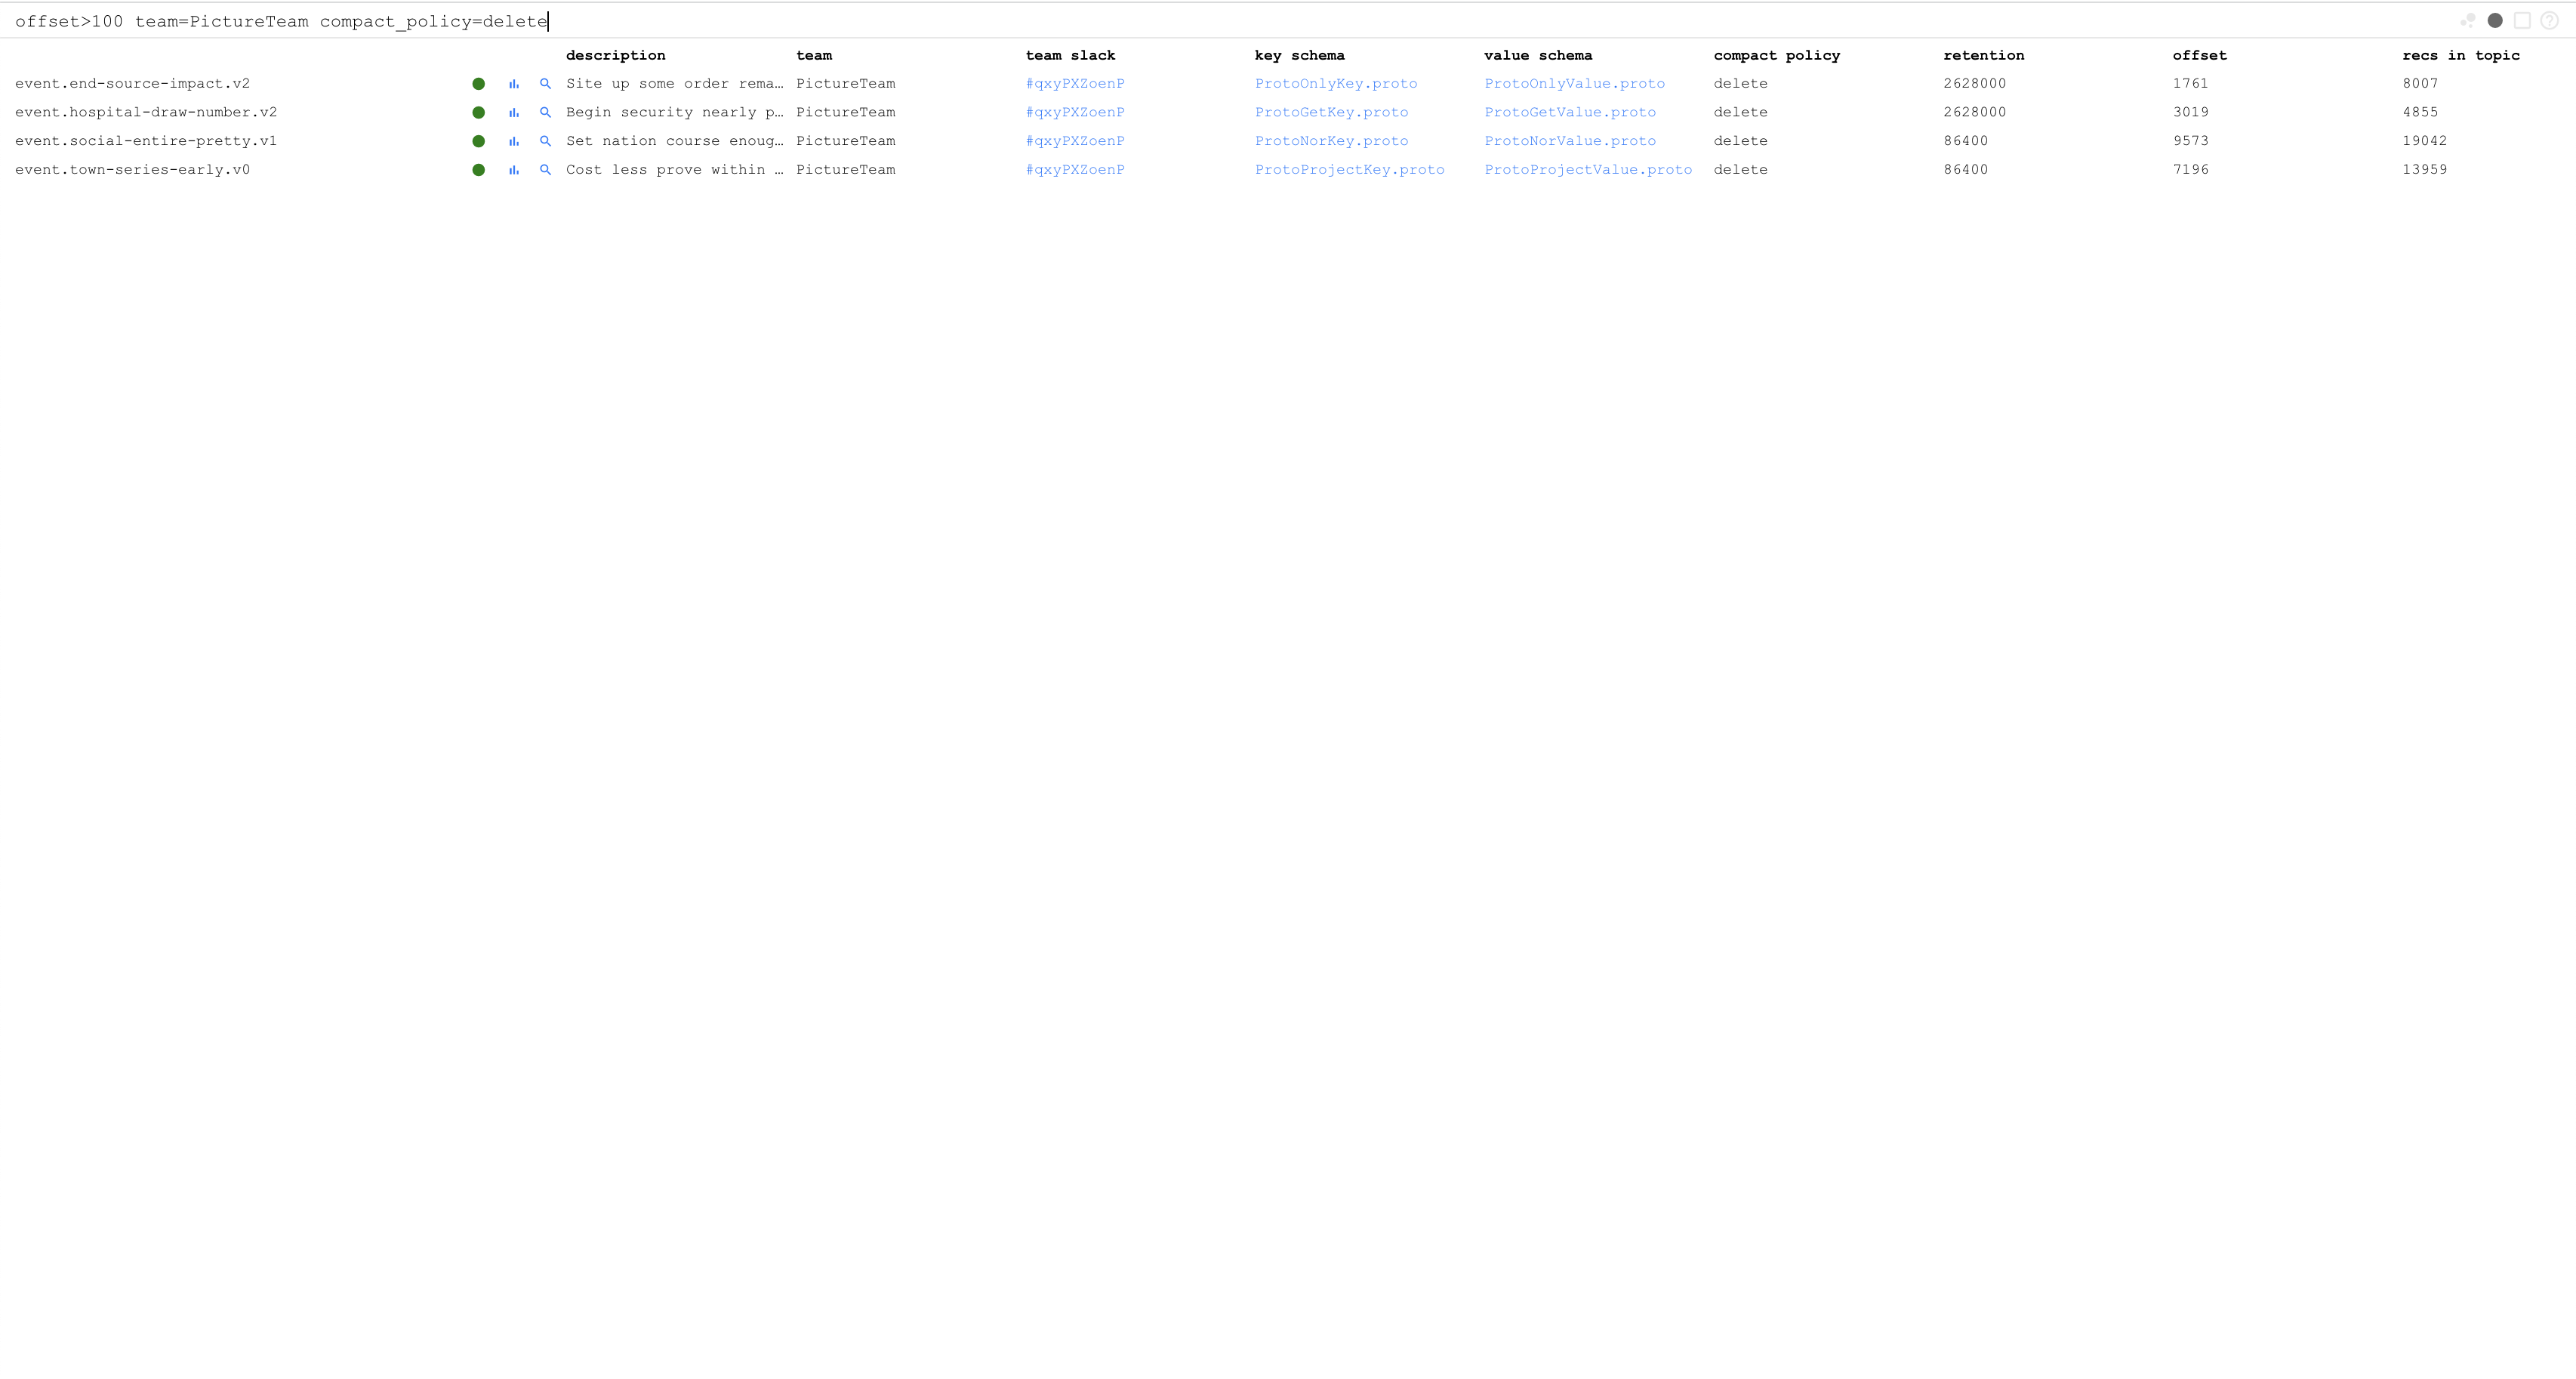 offset>100 team=PictureTeam compact_policy=delete
description team team slack key schema value schema compact policy retention offset recs in topic
event.end-source-impact.v2 Site up some order rema… PictureTeam #qxyPXZoenP ProtoOnlyKey.proto ProtoOnlyValue.proto delete 2628000 1761 8007
event.hospital-draw-number.v2 Begin security nearly p… PictureTeam #qxyPXZoenP ProtoGetKey.proto ProtoGetValue.proto delete 2628000 3019 4855
event.social-entire-pretty.v1 Set nation course enoug… PictureTeam #qxyPXZoenP ProtoNorKey.proto ProtoNorValue.proto delete 86400 9573 19042
event.town-series-early.v0 Cost less prove within … PictureTeam #qxyPXZoenP ProtoProjectKey.proto ProtoProjectValue.proto delete 86400 7196 13959